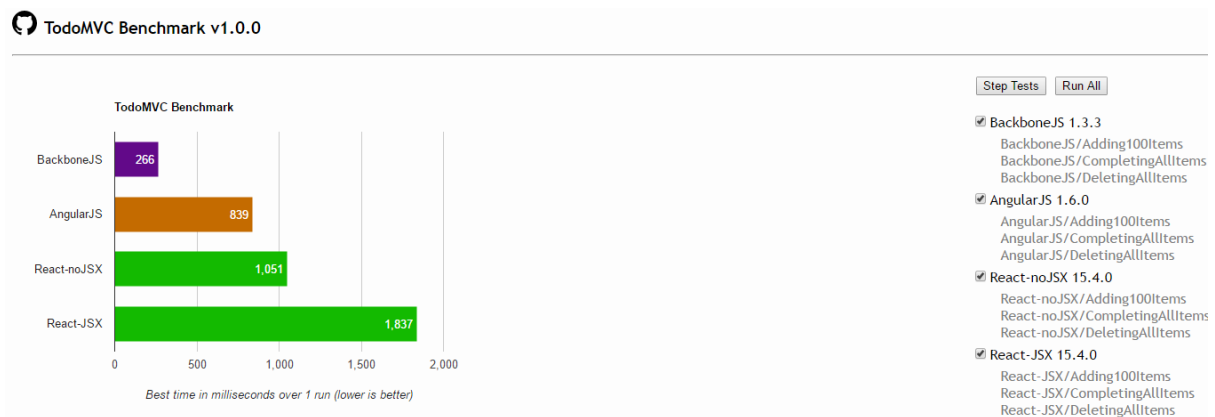 TodoMVC Benchmark v1.0.0
TodoMVC Benchmark
BackboneJS
266
AngularJS
839
React-noJSX
1,051
React-JSX
1,837
0 500 1,000 1,500 2,000
Best time in milliseconds over 1 run (lower is better)
Step Tests Run All
BackboneJS 1.3.3
BackboneJS/Adding100Items
BackboneJS/CompletingAllItems
BackboneJS/DeletingAllItems
AngularJS 1.6.0
AngularJS/Adding100Items
AngularJS/CompletingAllItems
AngularJS/DeletingAllItems
React-noJSX 15.4.0
React-noJSX/Adding100Items
React-noJSX/CompletingAllItems
React-noJSX/DeletingAllItems
React-JSX 15.4.0
React-JSX/Adding100Items
React-JSX/CompletingAllItems
React-JSX/DeletingAllItems